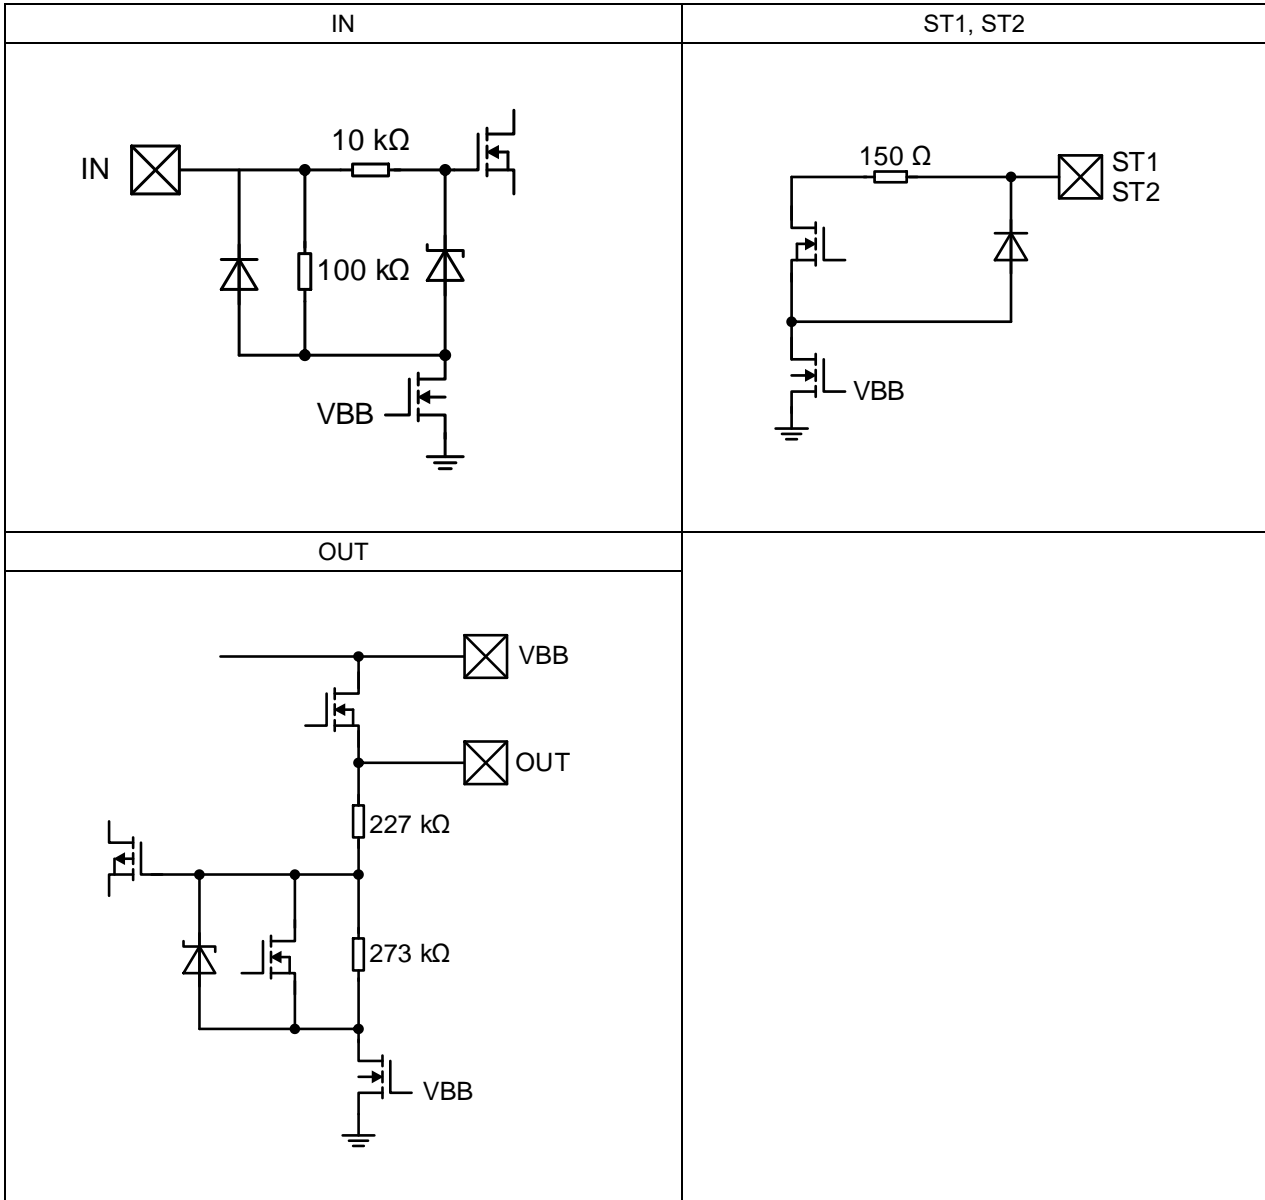 IN
ST1, ST2
10 kΩ
IN
100 kΩ
VBB
150 Ω
ST1
ST2
VBB
OUT
VBB
OUT
227 kΩ
273 kΩ
VBB